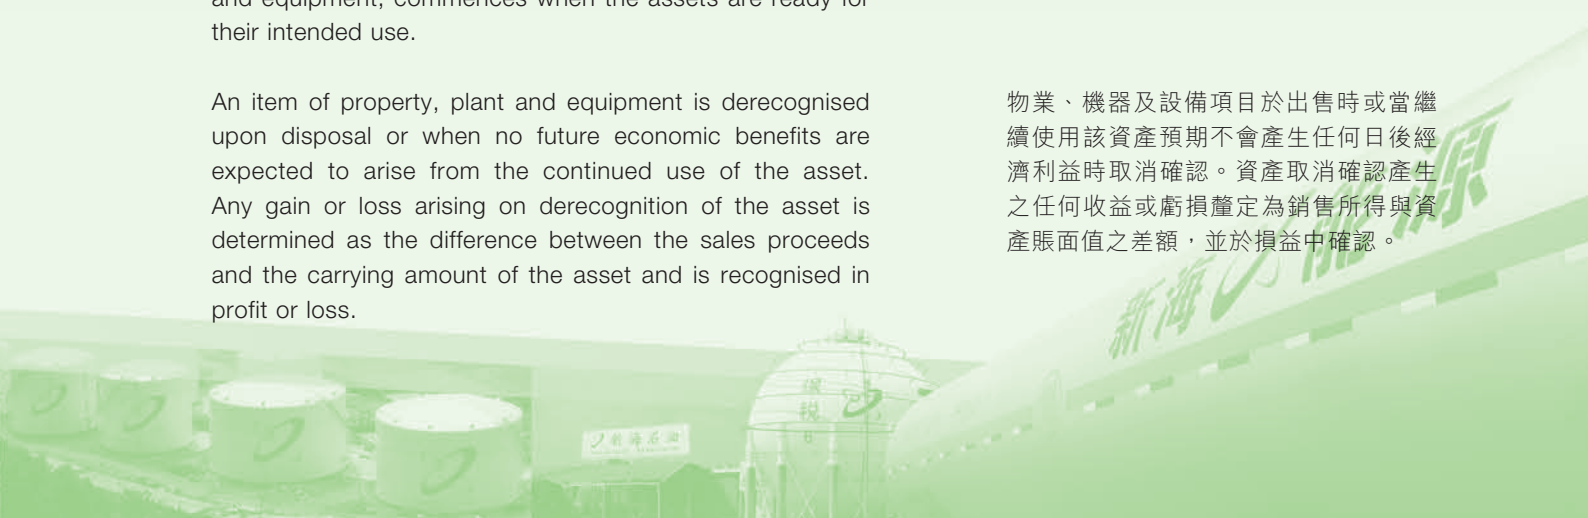 and equipment, commences when the assets are ready for
their intended use.
An item of property, plant and equipment is derecognised
upon disposal or when no future economic benefits are
expected to arise from the continued use of the asset.
Any gain or loss arising on derecognition of the asset is
determined as the difference between the sales proceeds
and the carrying amount of the asset and is recognised in
profit or loss.
物業、機器及設備項目於出售時或當繼
續使用該資產預期不會產生任何日後經
濟利益時取消確認。資產取消確認產生
之任何收益或虧損釐定為銷售所得與資
產賬面值之差額，並於損益中確認。
新海能源
新海石油